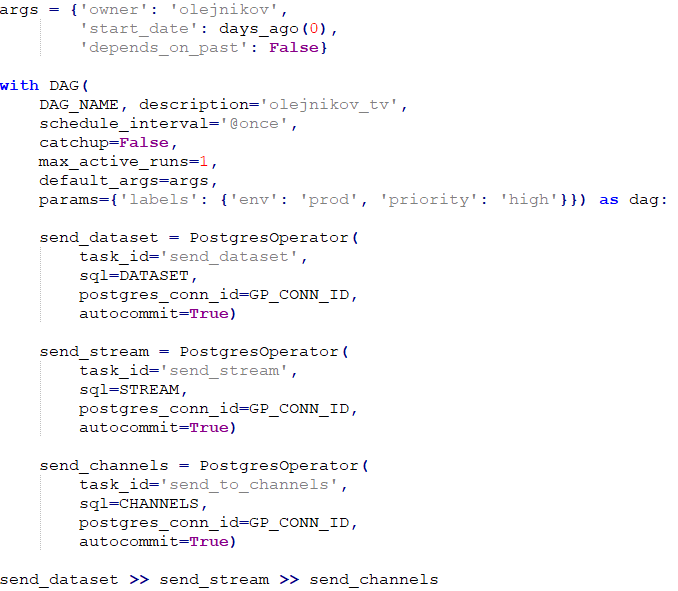 args = {'owner': 'olejnikov',
        'start_date': days_ago(0),
        'depends_on_past': False}

with DAG(
    DAG_NAME, description='olejnikov_tv',
    schedule_interval='@once',
    catchup=False,
    max_active_runs=1,
    default_args=args,
    params={'labels': {'env': 'prod', 'priority': 'high'}}) as dag:

    send_dataset = PostgresOperator(
        task_id='send_dataset',
        sql=DATASET,
        postgres_conn_id=GP_CONN_ID,
        autocommit=True)

    send_stream = PostgresOperator(
        task_id='send_stream',
        sql=STREAM,
        postgres_conn_id=GP_CONN_ID,
        autocommit=True)

    send_channels = PostgresOperator(
        task_id='send_to_channels',
        sql=CHANNELS,
        postgres_conn_id=GP_CONN_ID,
        autocommit=True)

send_dataset >> send_stream >> send_channels